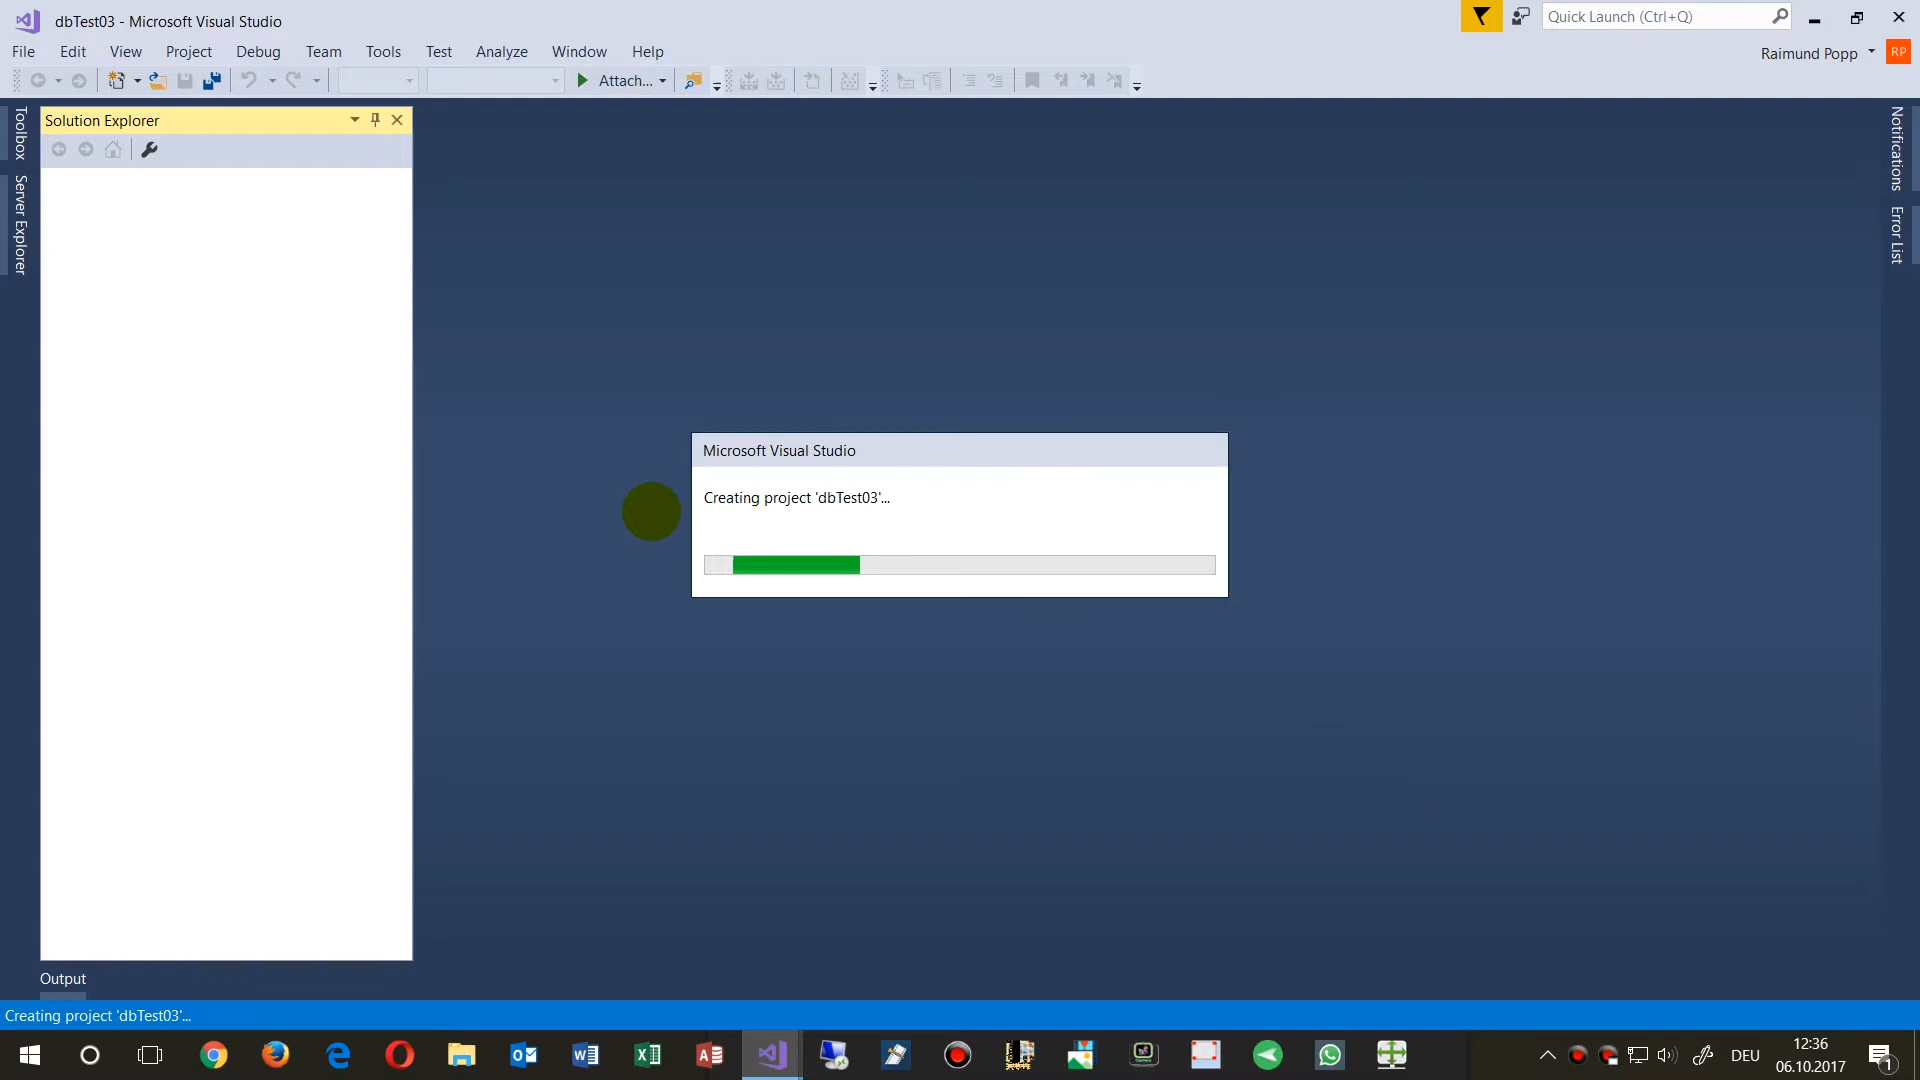 dbTest03 - Microsoft Visual Studio
Quick Launch (Ctrl+Q)
File Edit View Project Debug Team Tools Test Analyze Window Help
Raimund Popp
RP
Attach...
Toolbox
Server Explorer
Solution Explorer
Notifications
Error List
Microsoft Visual Studio
Creating project 'dbTest03'...
Output
Creating project 'dbTest03'...
DEU
12:36
06.10.2017
1